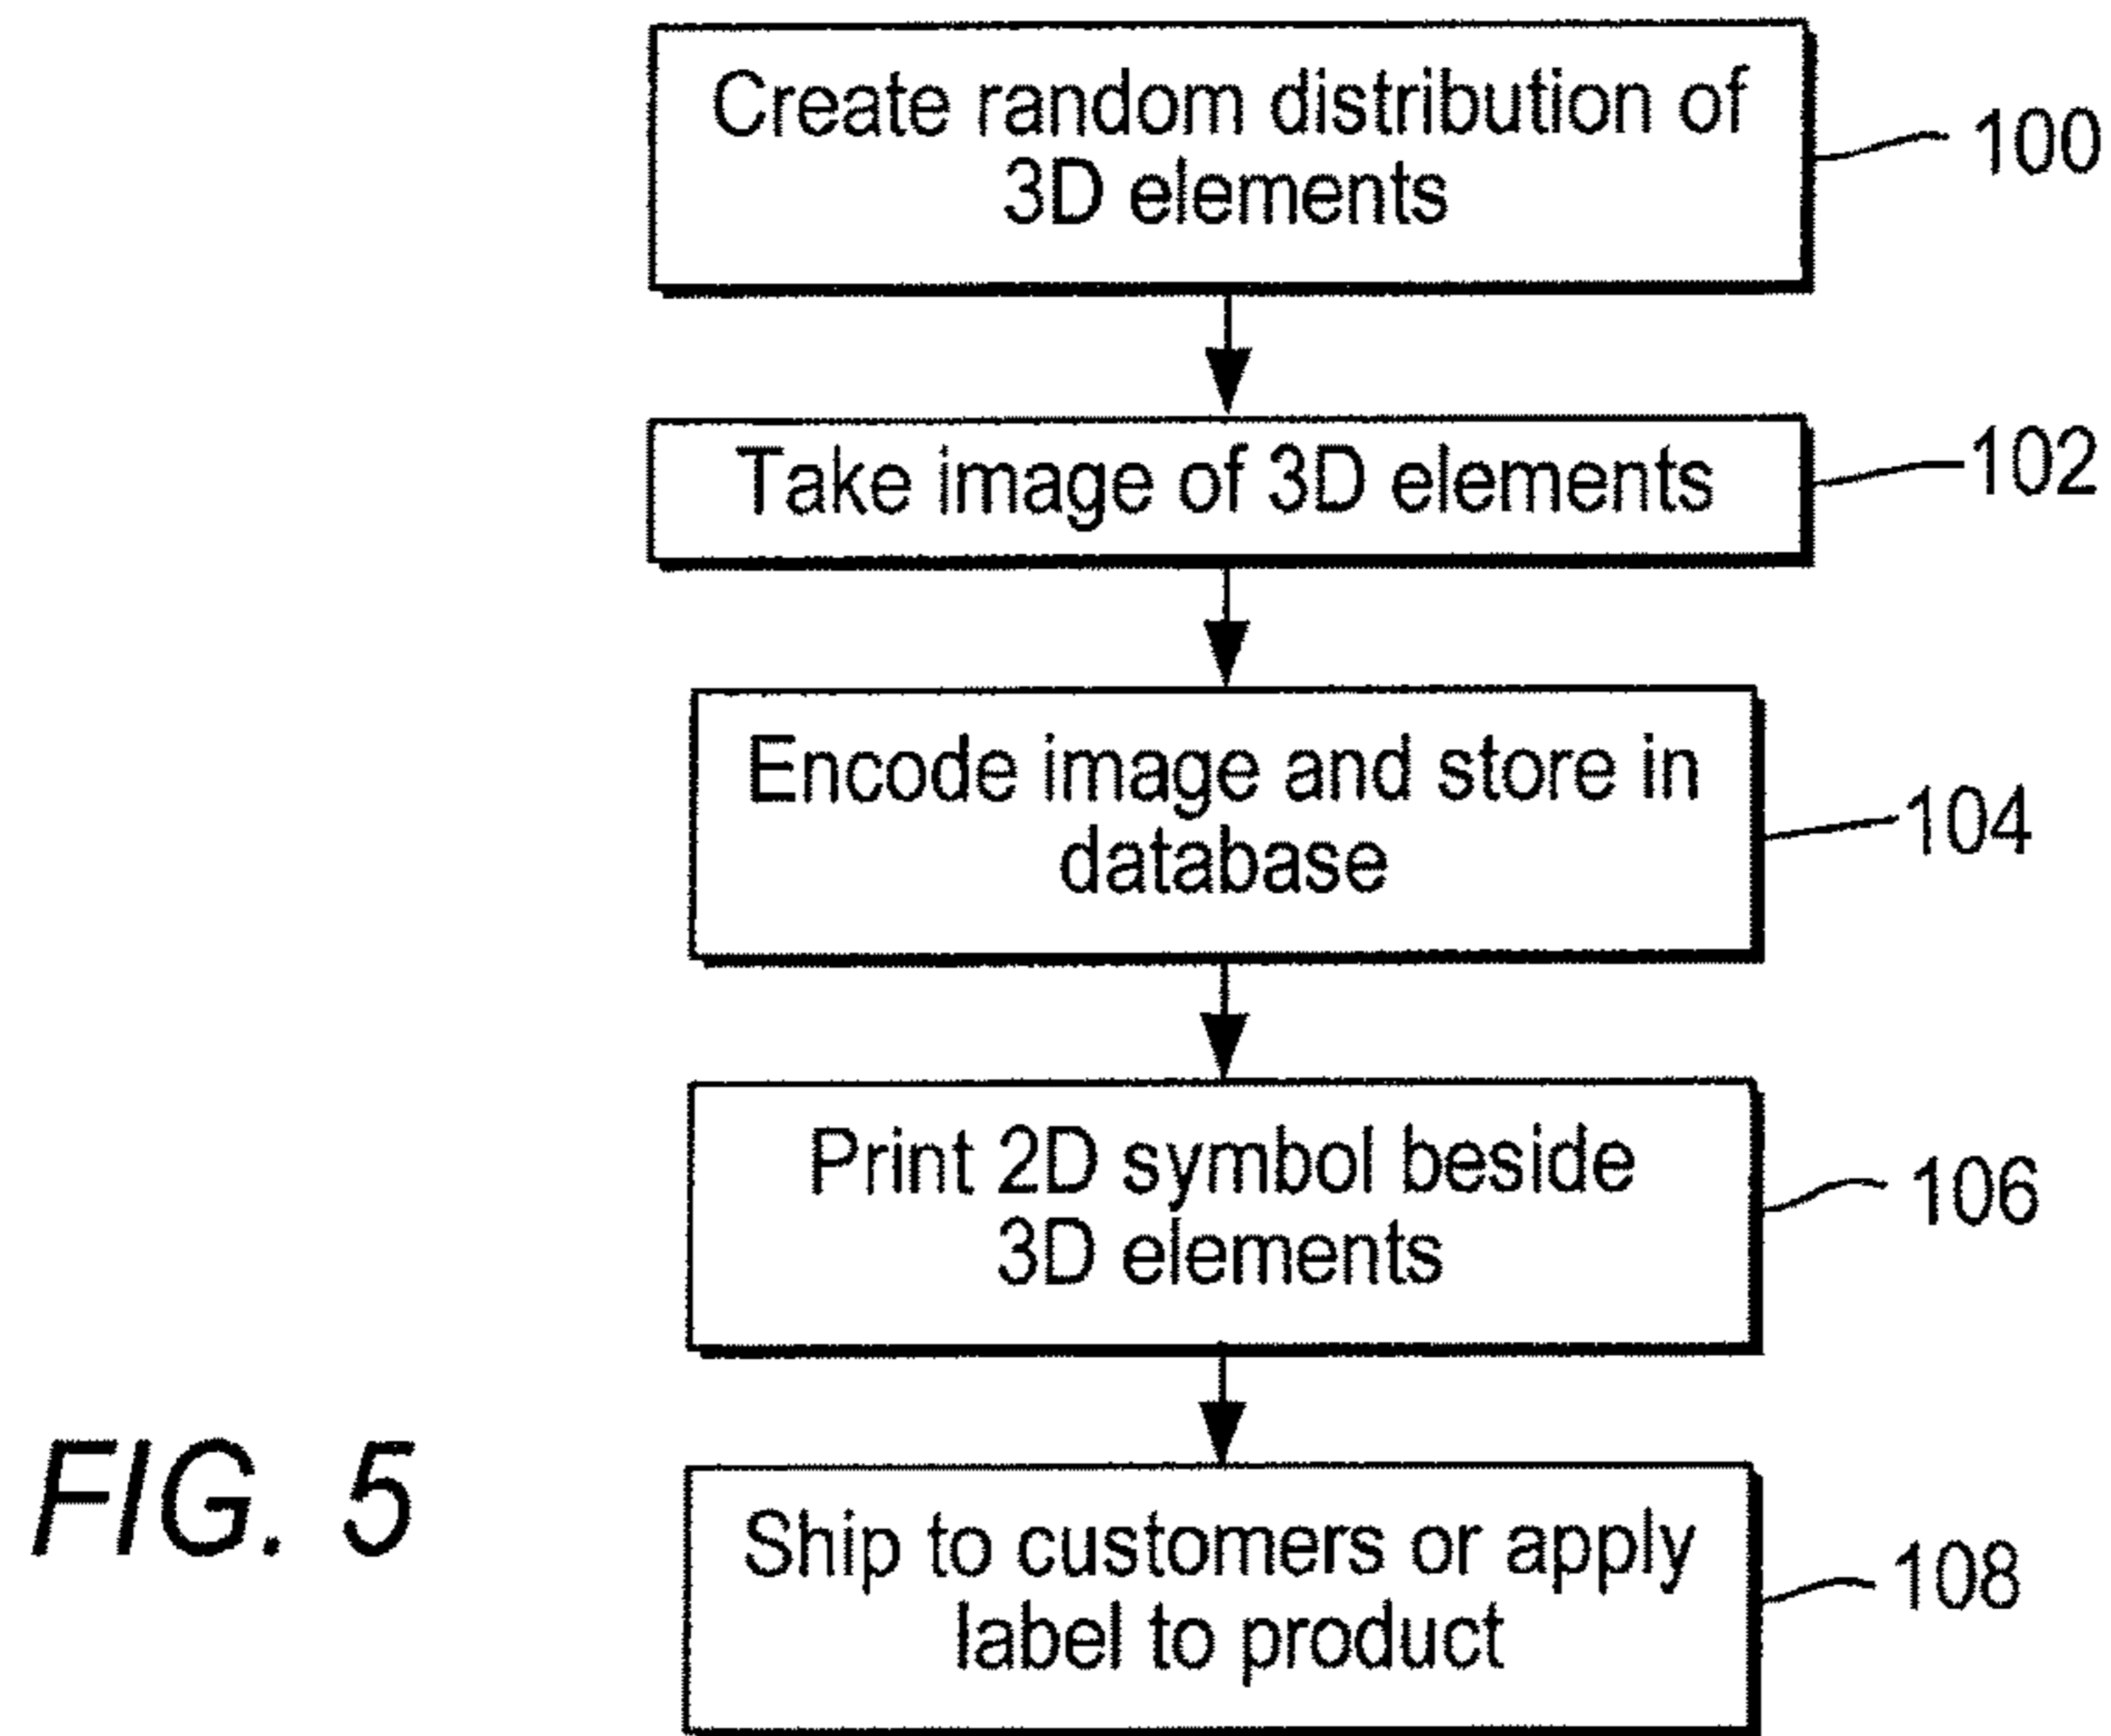 Create random distribution of
3D elements
100
Take image of 3D elements
102
Encode image and store in
database
104
Print 2D symbol beside
3D elements
106
Ship to customers or apply
label to product
108
FIG. 5